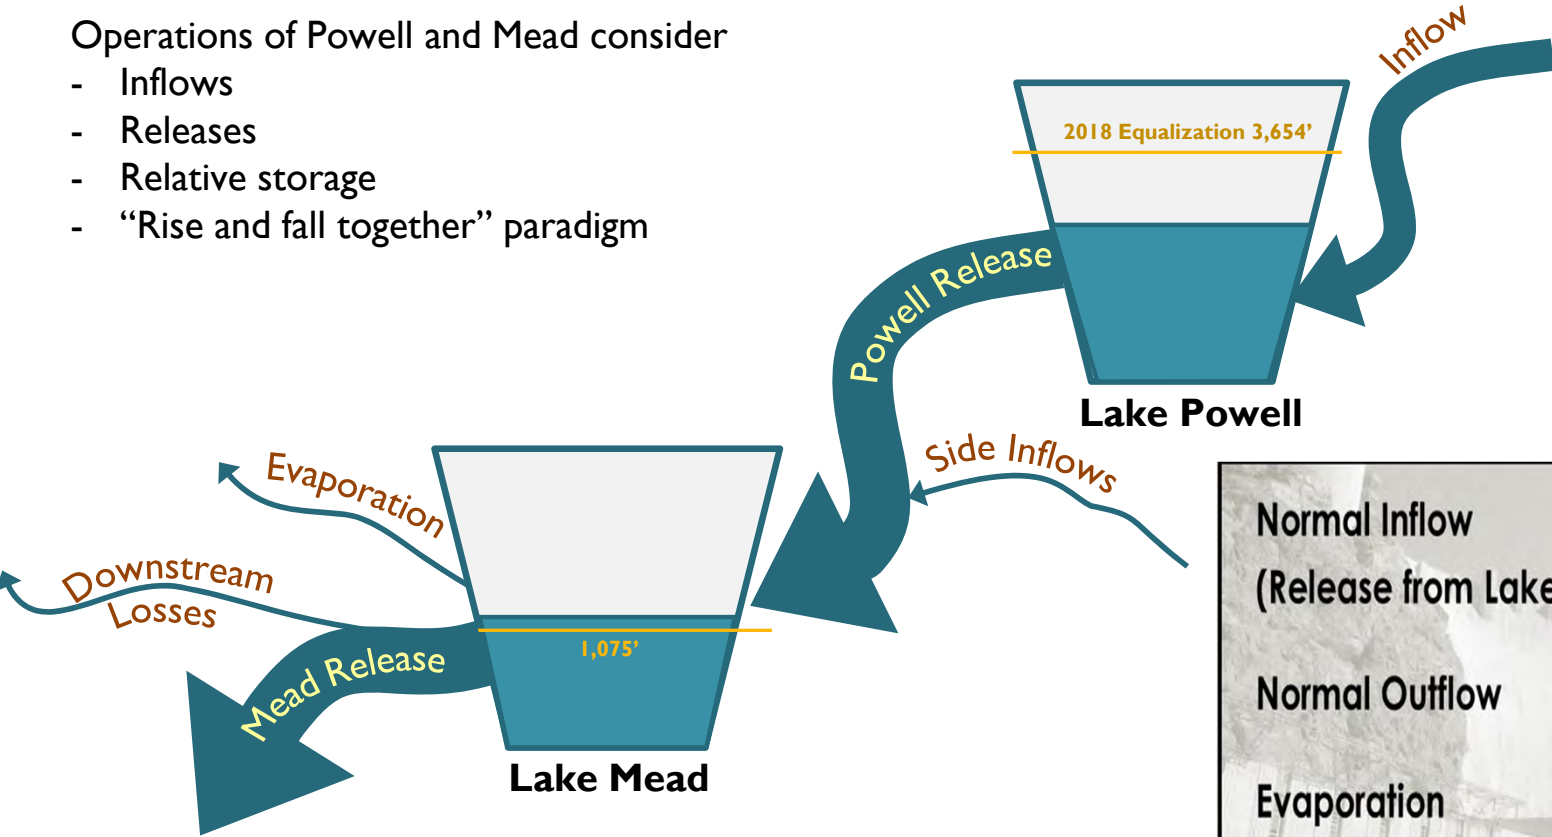 Operations of Powell and Mead consider
- Inflows
- Releases
- Relative storage
- “Rise and fall together” paradigm
Inflow
2018 Equalization 3,654’
Powell Release
Lake Powell
Side Inflows
Evaporation
Downstream
Losses
1,075’
Mead Release
Lake Mead
Normal Inflow
(Release from Lake
Normal Outflow
Evaporation